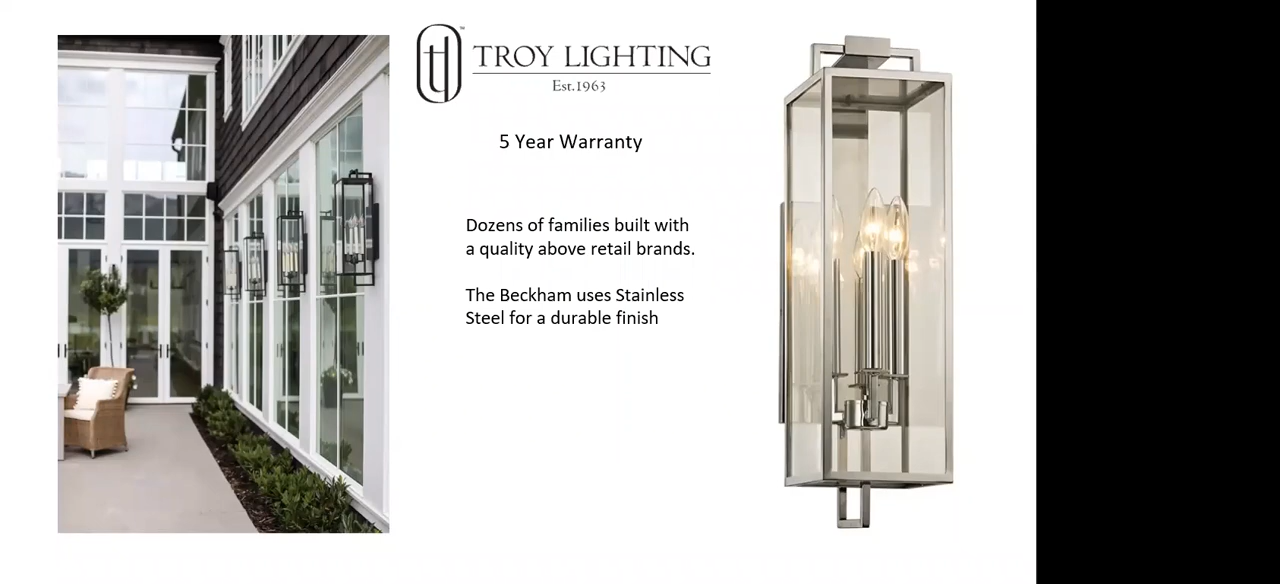 TROY LIGHTING
Est.1963
5 Year Warranty
Dozens of families built with
a quality above retail brands.
The Beckham uses Stainless
Steel for a durable finish